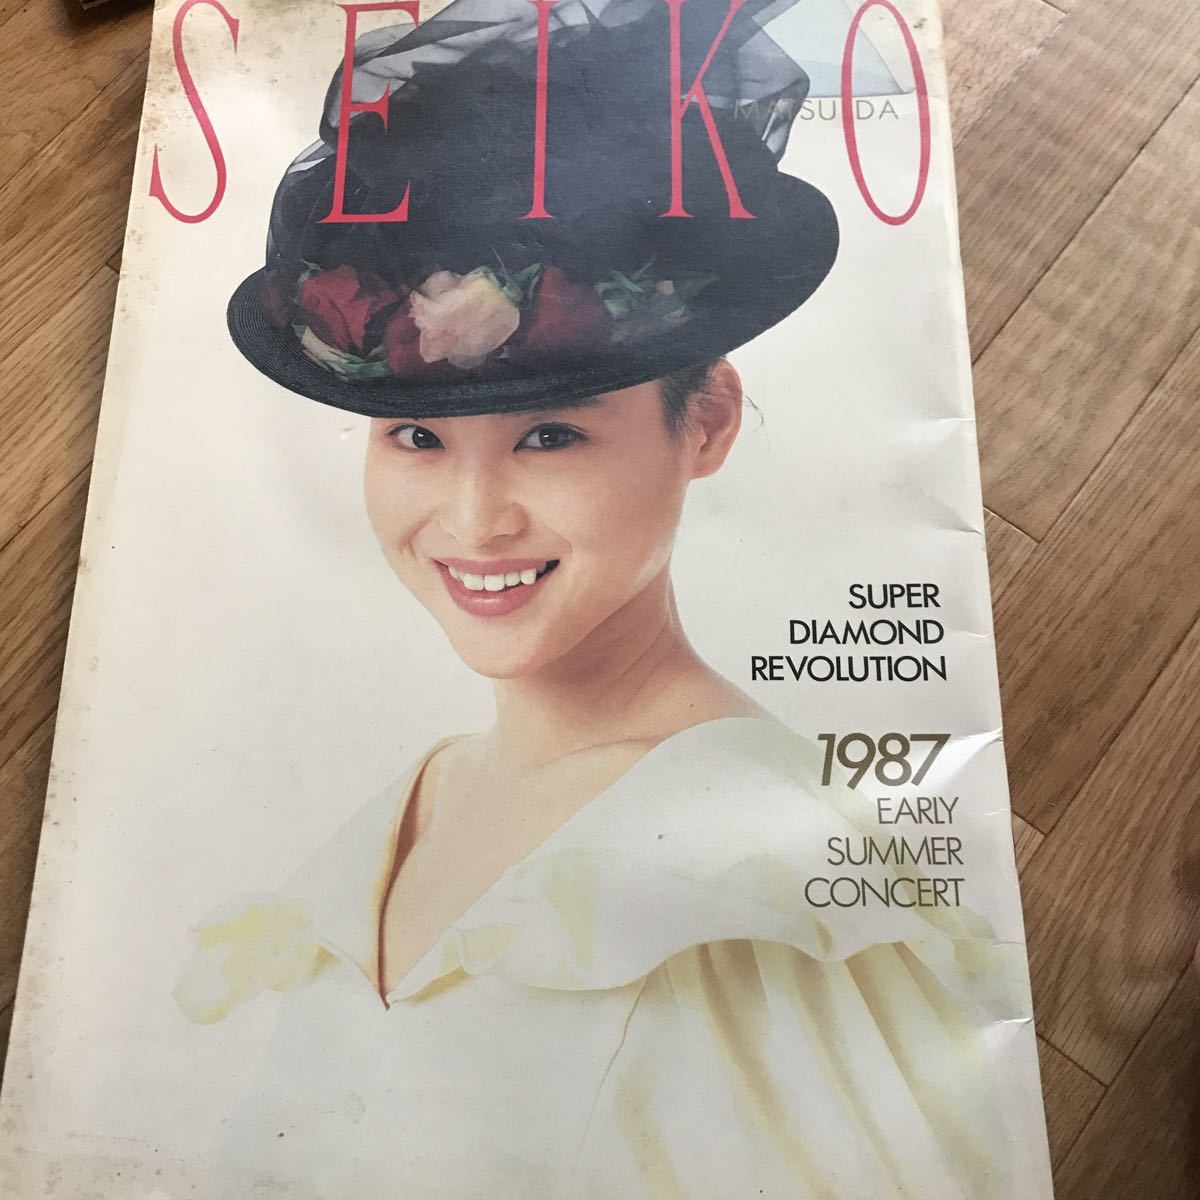 SEIKO
MATSUDA
SUPER
DIAMOND
REVOLUTION
1987
EARLY
SUMMER
CONCERT